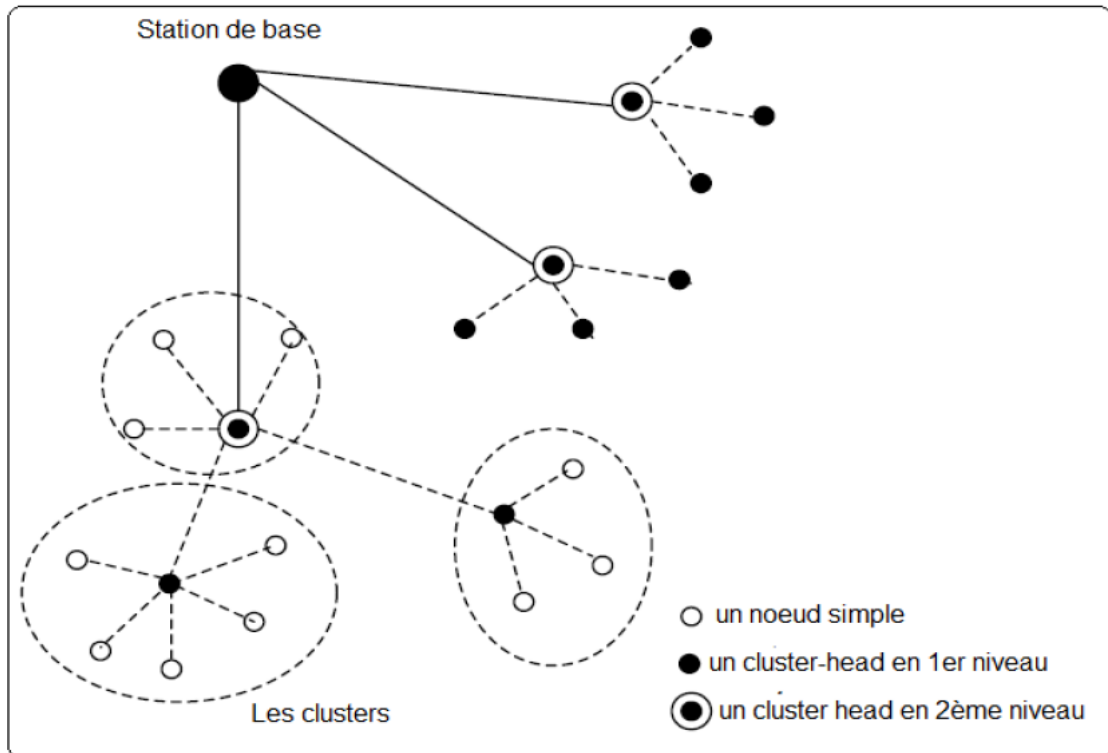 Station de base
un noeud simple
un cluster-head en 1er niveau
un cluster head en 2ème niveau
Les clusters